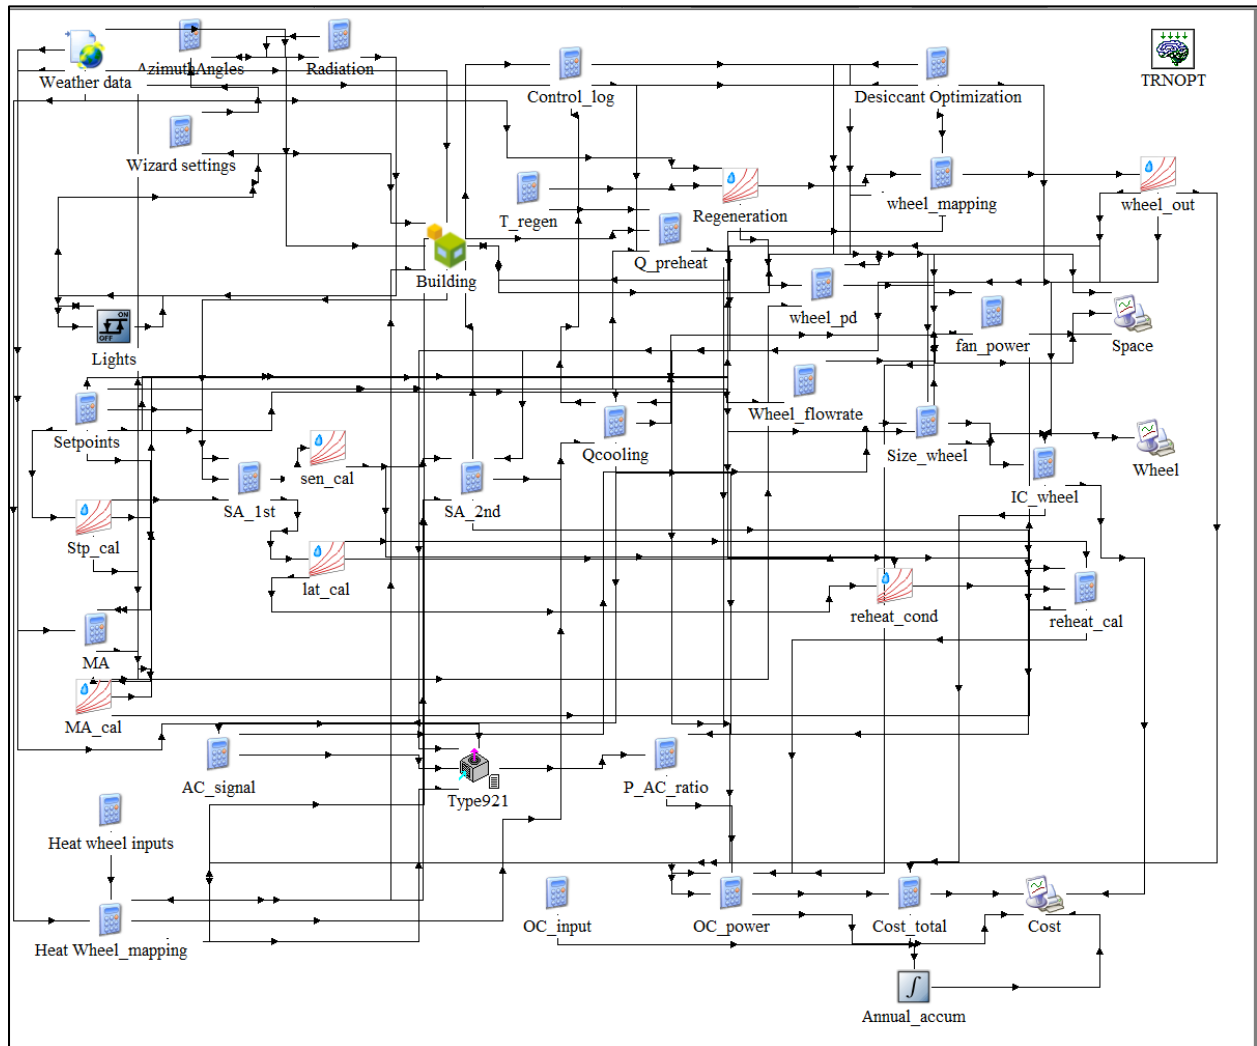 Weather data
AzimuthAngles
Radiation
Control_log
Desiccant Optimization
TRNOPT
Wizard settings
T_regen
Regeneration
wheel_mapping
wheel_out
Q_preheat
Building
wheel_pd
fan_power
Space
ON
OFF
Lights
Setpoints
Wheel_flowrate
Qcooling
Size_wheel
Wheel
sen_cal
SA_1st
SA_2nd
IC_wheel
Stp_cal
lat_cal
reheat_cond
reheat_cal
MA
MA_cal
AC_signal
Type921
P_AC_ratio
Heat wheel inputs
Heat Wheel_mapping
OC_input
OC_power
Cost_total
Cost
∫
Annual_accum